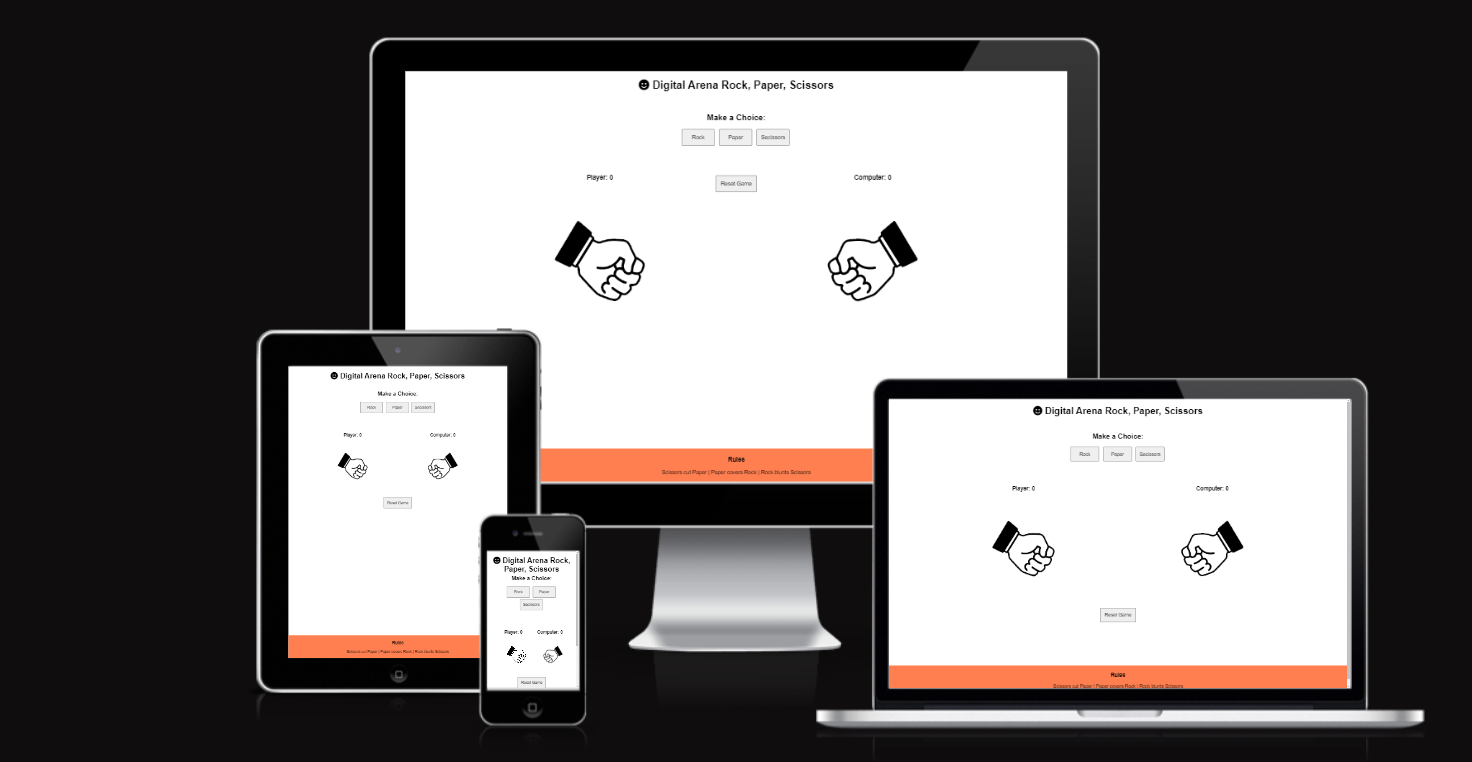 Digital Arena Rock, Paper, Scissors
Make a Choice:
Rock Paper Secissors
Player: 0 Computer: 0
Reset Game
Rules
Scissors cut Paper | Paper covers Rock | Rock blunts Scissors
Digital Arena Rock, Paper, Scissors
Make a Choice:
Rock Paper Secissors
Player: 0 Computer: 0
Reset Game
Rules
Scissors cut Paper | Paper covers Rock | Rock blunts Scissors
Digital Arena Rock,
Paper, Scissors
Make a Choice:
Rock Paper
Secissors
Player: 0 Computer: 0
Reset Game
Digital Arena Rock, Paper, Scissors
Make a Choice:
Rock Paper Secissors
Player: 0 Computer: 0
Reset Game
Rules
Scissors cut Paper | Paper covers Rock | Rock blunts Scissors